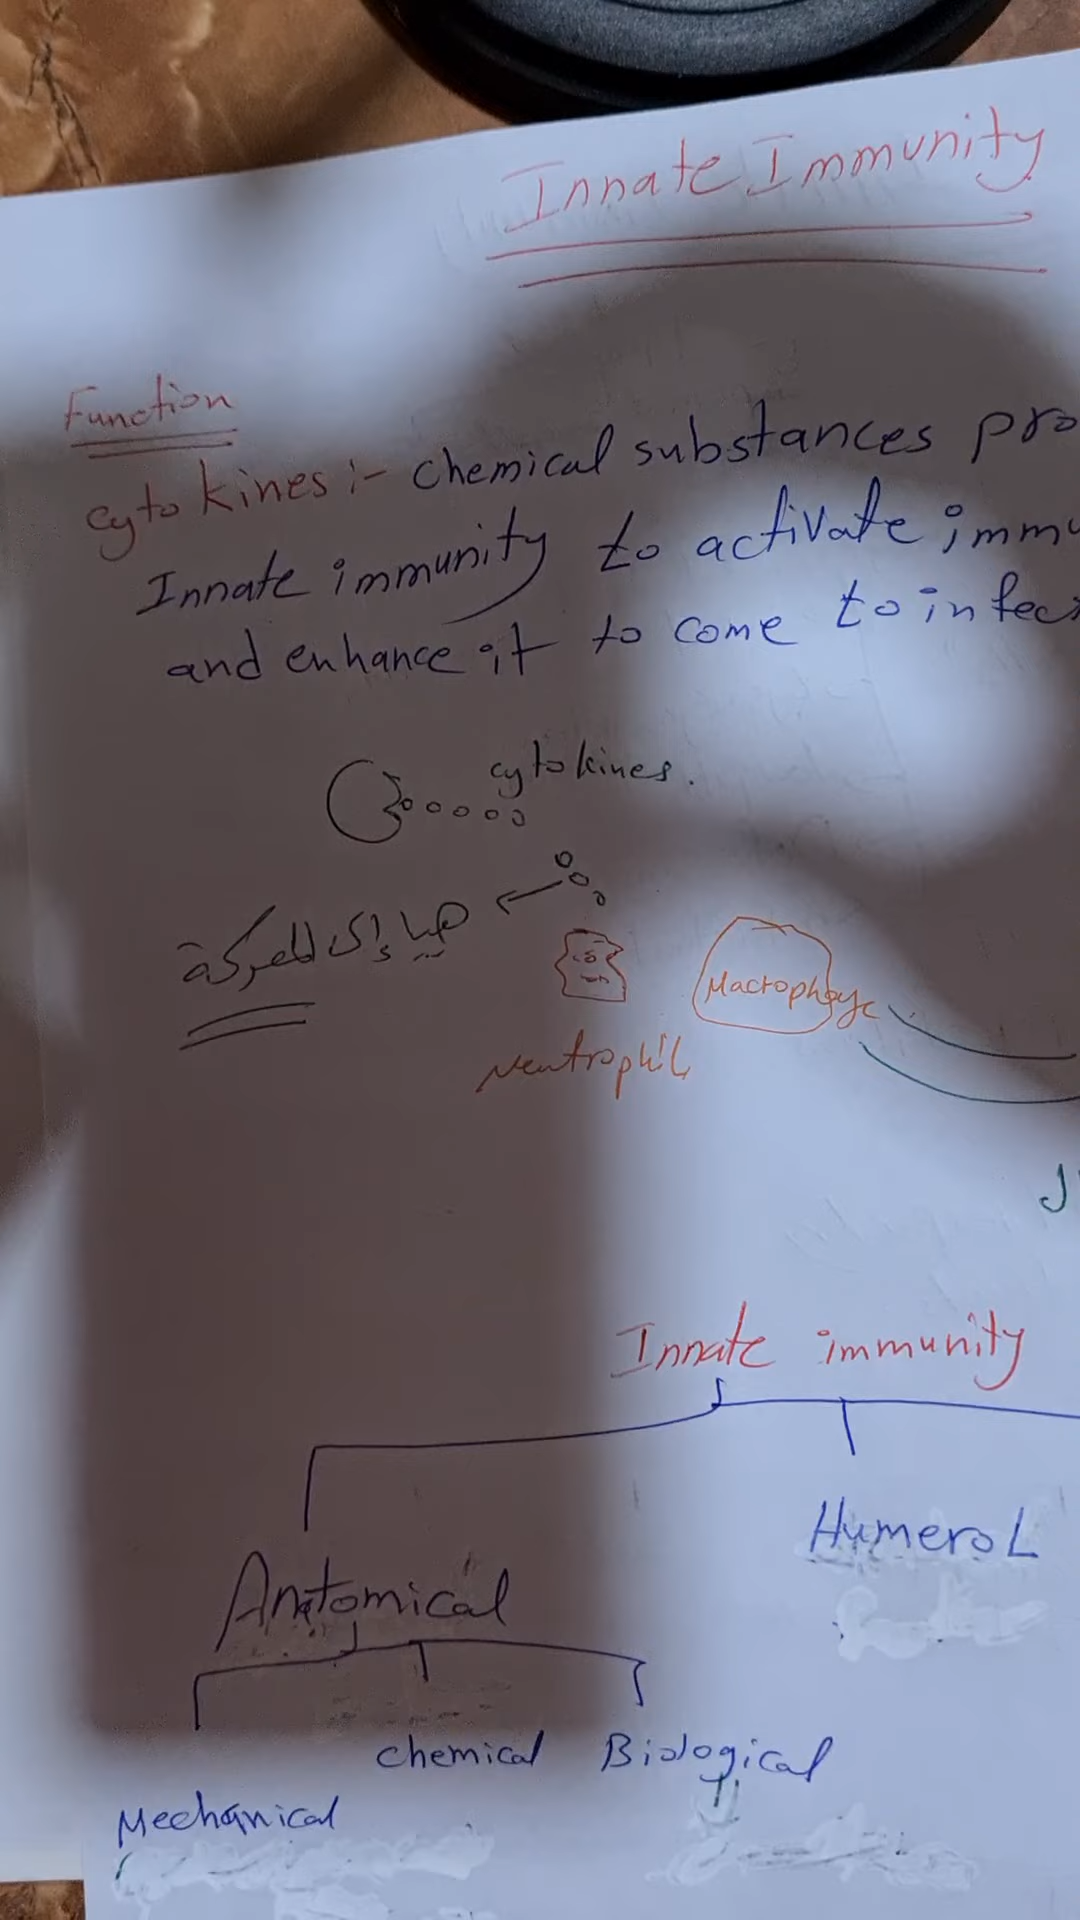 Innate Immunity
Function
cytokines :- chemical substances pro
Innate immunity to activate immu
and enhance it to come to infec
cytokines.
هيا إلى المعركة
Macrophage
Neutrophil
Innate immunity
Humerol
Anatomical
chemical Biological
Mechanical